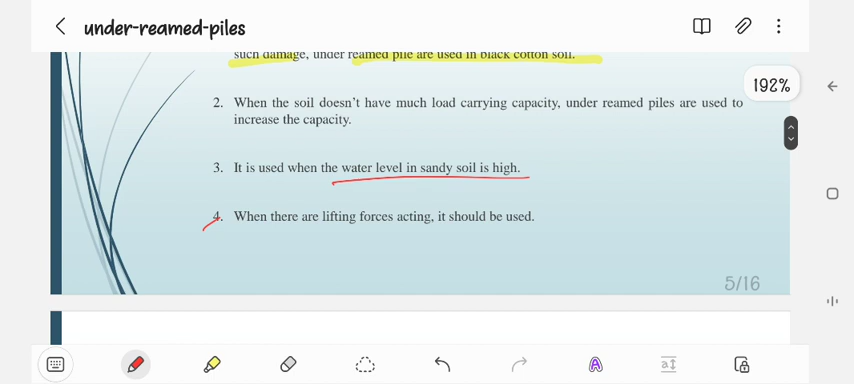 under-reamed-piles
such damage, under reamed pile are used in black cotton soil.
192%
2. When the soil doesn't have much load carrying capacity, under reamed piles are used to
increase the capacity.
3. It is used when the water level in sandy soil is high.
4. When there are lifting forces acting, it should be used.
5/16
A
a